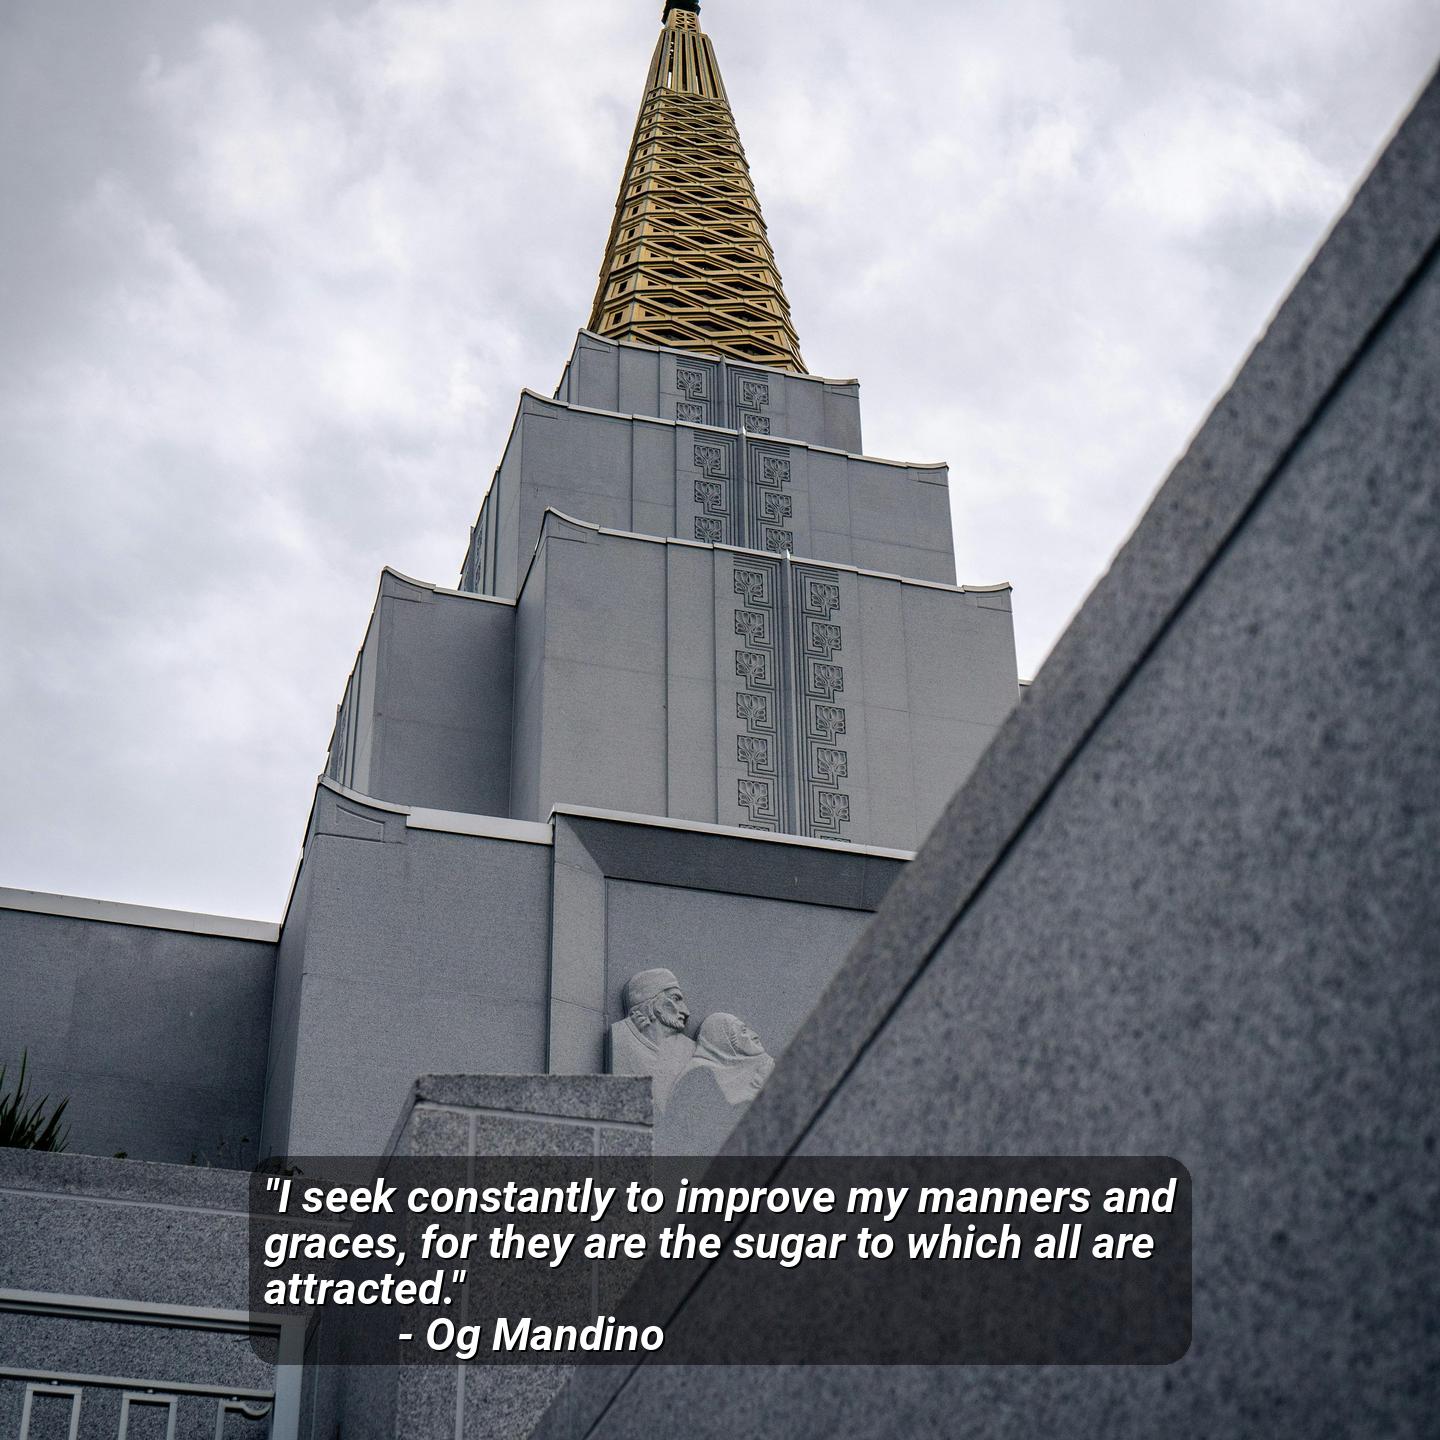 "I seek constantly to improve my manners and
graces, for they are the sugar to which all are
attracted."
- Og Mandino